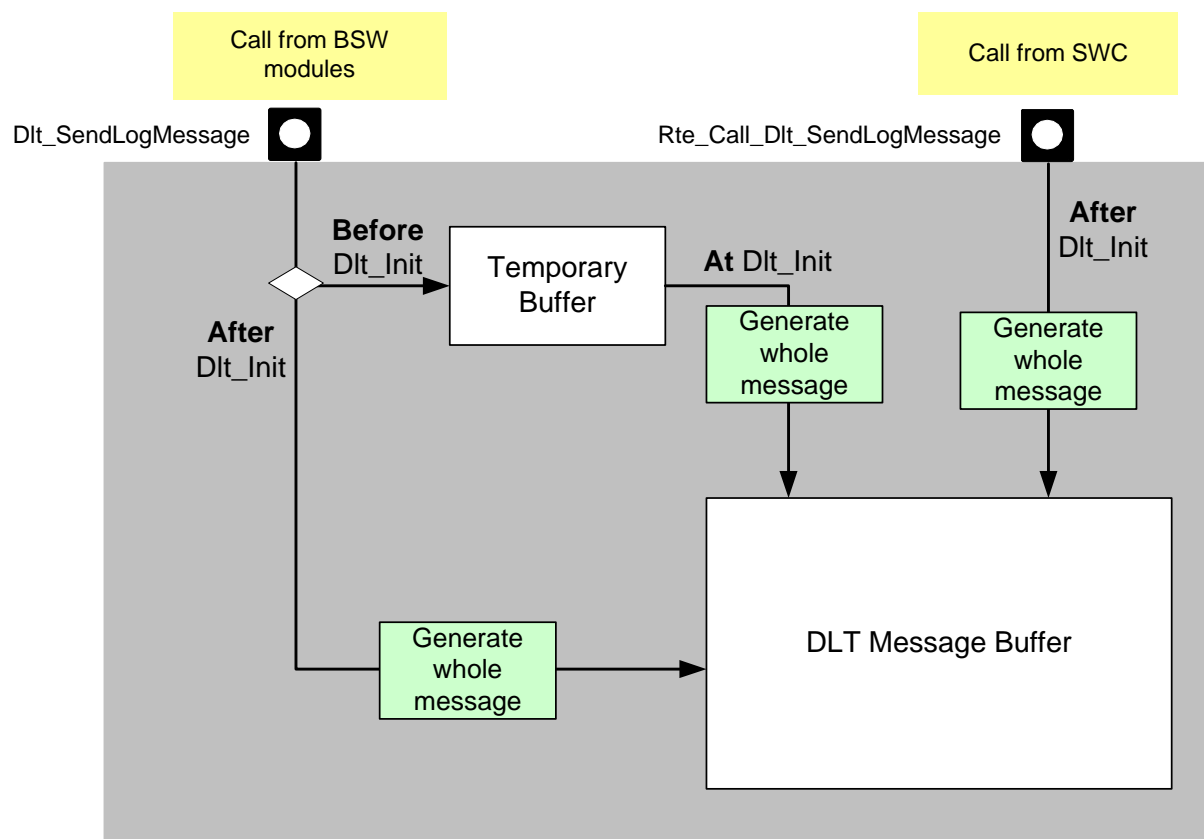 Call from BSW
modules
Call from SWC
Dlt_SendLogMessage
Rte_Call_Dlt_SendLogMessage
Before
Dlt_Init
Temporary
Buffer
At Dlt_Init
After
Dlt_Init
After
Dlt_Init
Generate
whole
message
Generate
whole
message
Generate
whole
message
DLT Message Buffer